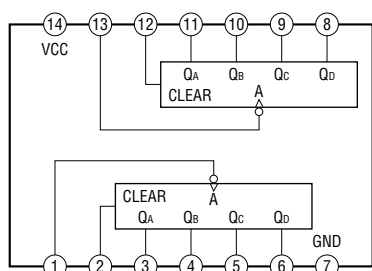 14 13 12 11 10 9 8
VCC
QA QB QC QD
CLEAR A
CLEAR A
QA QB QC QD
GND
1 2 3 4 5 6 7